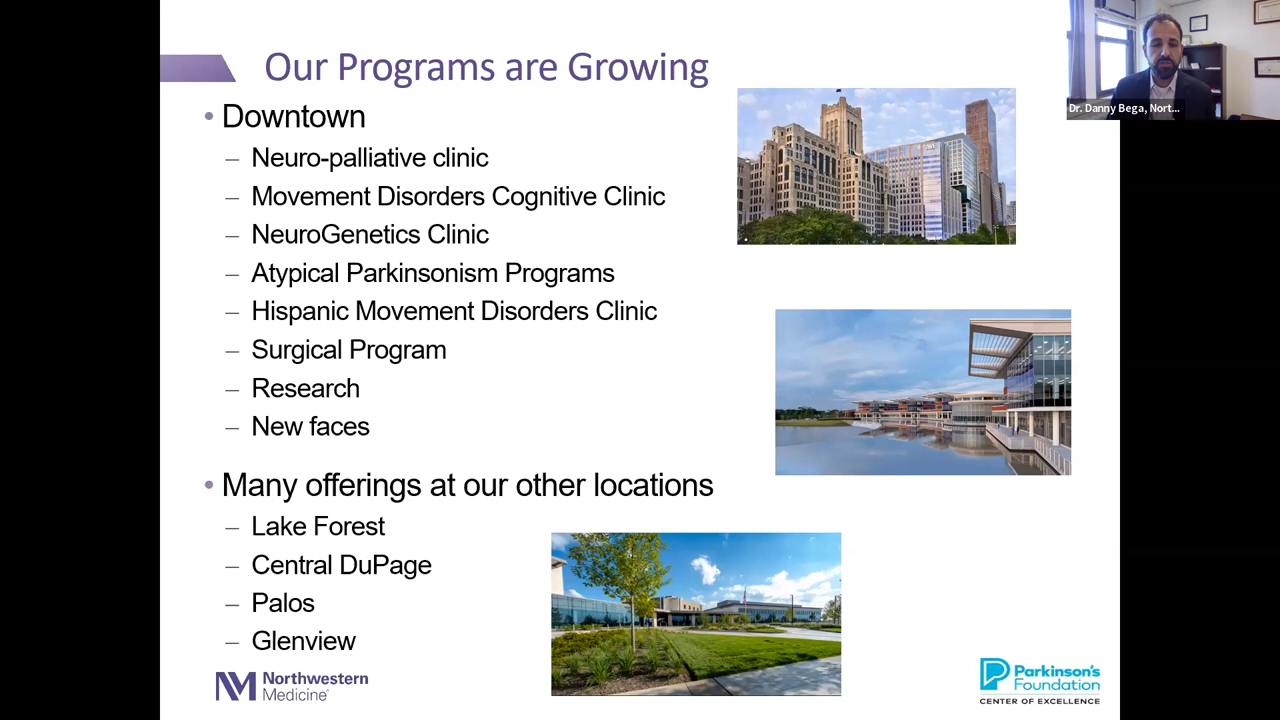 Our Programs are Growing
• Downtown
– Neuro-palliative clinic
– Movement Disorders Cognitive Clinic
– NeuroGenetics Clinic
– Atypical Parkinsonism Programs
– Hispanic Movement Disorders Clinic
– Surgical Program
– Research
– New faces
• Many offerings at our other locations
– Lake Forest
– Central DuPage
– Palos
– Glenview
Northwestern
Medicine®
Parkinson's
Foundation
CENTER OF EXCELLENCE
Dr. Danny Bega, Nort...